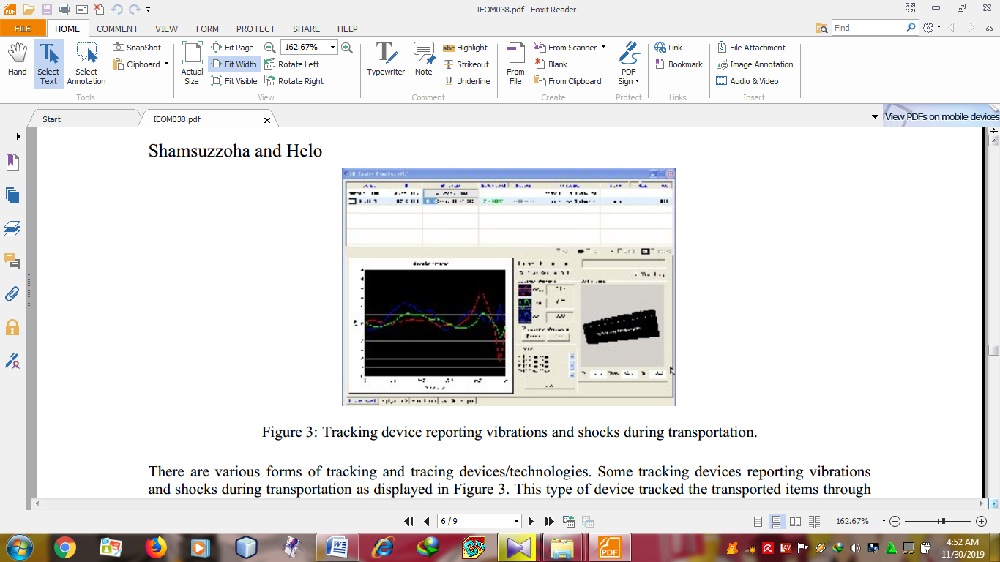 IEOM038.pdf - Foxit Reader
FILE HOME COMMENT VIEW FORM PROTECT SHARE HELP
Find
Hand
Select Text
Select Annotation
SnapShot
Clipboard
Tools
Actual Size
Fit Page
Fit Width
Fit Visible
162.67%
Rotate Left
Rotate Right
View
Typewriter
Note
Highlight
Strikeout
Underline
Comment
From File
From Scanner
Blank
From Clipboard
Create
PDF Sign
Protect
Link
Bookmark
Links
File Attachment
Image Annotation
Audio & Video
Insert
Start
IEOM038.pdf
View PDFs on mobile devices
Shamsuzzoha and Helo
Figure 3: Tracking device reporting vibrations and shocks during transportation.
There are various forms of tracking and tracing devices/technologies. Some tracking devices reporting vibrations
and shocks during transportation as displayed in Figure 3. This type of device tracked the transported items through
6 / 9
162.67%
4:52 AM
11/30/2019